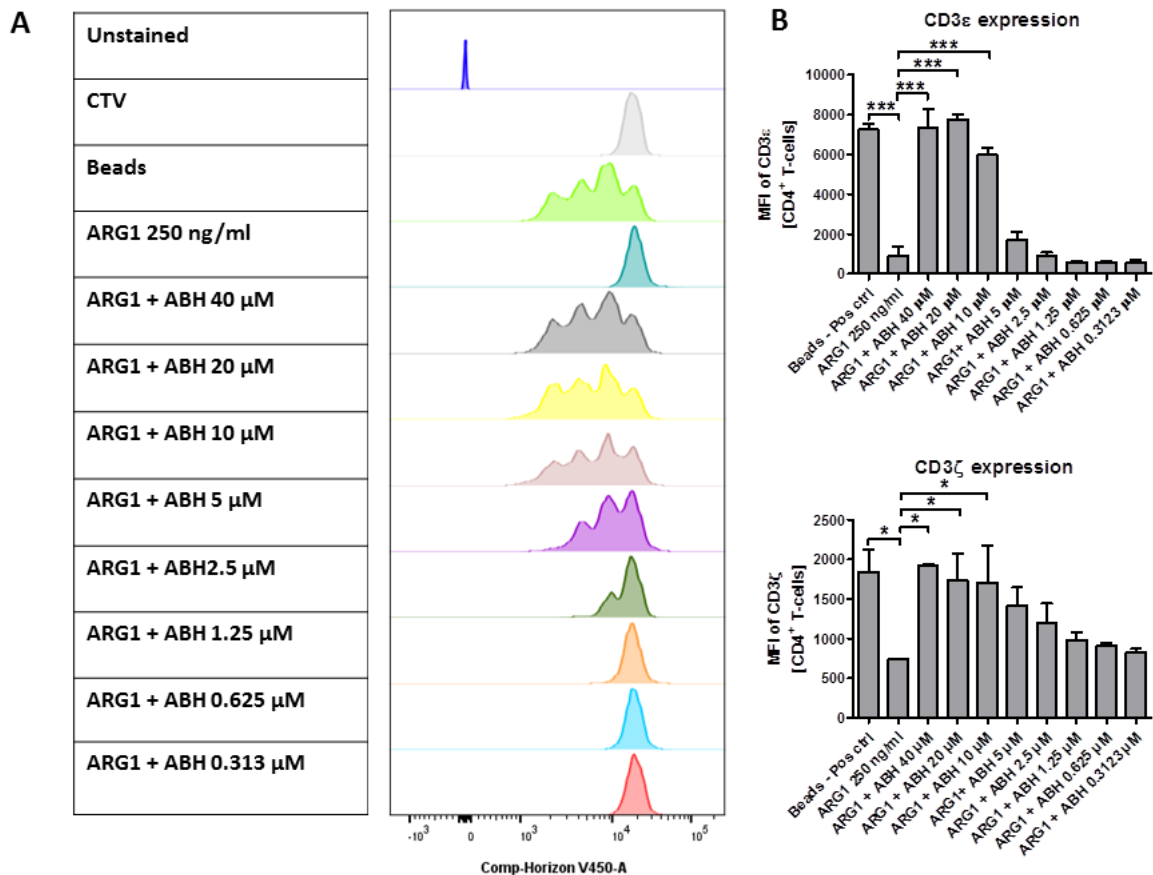 A
Unstained
CTV
Beads
ARG1 250 ng/ml
ARG1 + ABH 40 µM
ARG1 + ABH 20 µM
ARG1 + ABH 10 µM
ARG1 + ABH 5 µM
ARG1 + ABH2.5 µM
ARG1 + ABH 1.25 µM
ARG1 + ABH 0.625 µM
ARG1 + ABH 0.313 µM
-10³ 0 10³ 10⁴ 10⁵
Comp-Horizon V450-A
B
CD3ε expression
***
***
***
***
10000
8000
6000
4000
2000
0
MFI of CD3ε
[CD4⁺ T-cells]
Beads - Pos ctrl
ARG1 250 ng/ml
ARG1 + ABH 40 µM
ARG1 + ABH 20 µM
ARG1 + ABH 10 µM
ARG1+ ABH 5 µM
ARG1 + ABH 2.5 µM
ARG1 + ABH 1.25 µM
ARG1 + ABH 0.625 µM
ARG1 + ABH 0.3123 µM
CD3ζ expression
*
*
*
*
2500
2000
1500
1000
500
0
MFI of CD3ζ
[CD4⁺ T-cells]
Beads - Pos ctrl
ARG1 250 ng/ml
ARG1 + ABH 40 µM
ARG1 + ABH 20 µM
ARG1 + ABH 10 µM
ARG1+ ABH 5 µM
ARG1 + ABH 2.5 µM
ARG1 + ABH 1.25 µM
ARG1 + ABH 0.625 µM
ARG1 + ABH 0.3123 µM